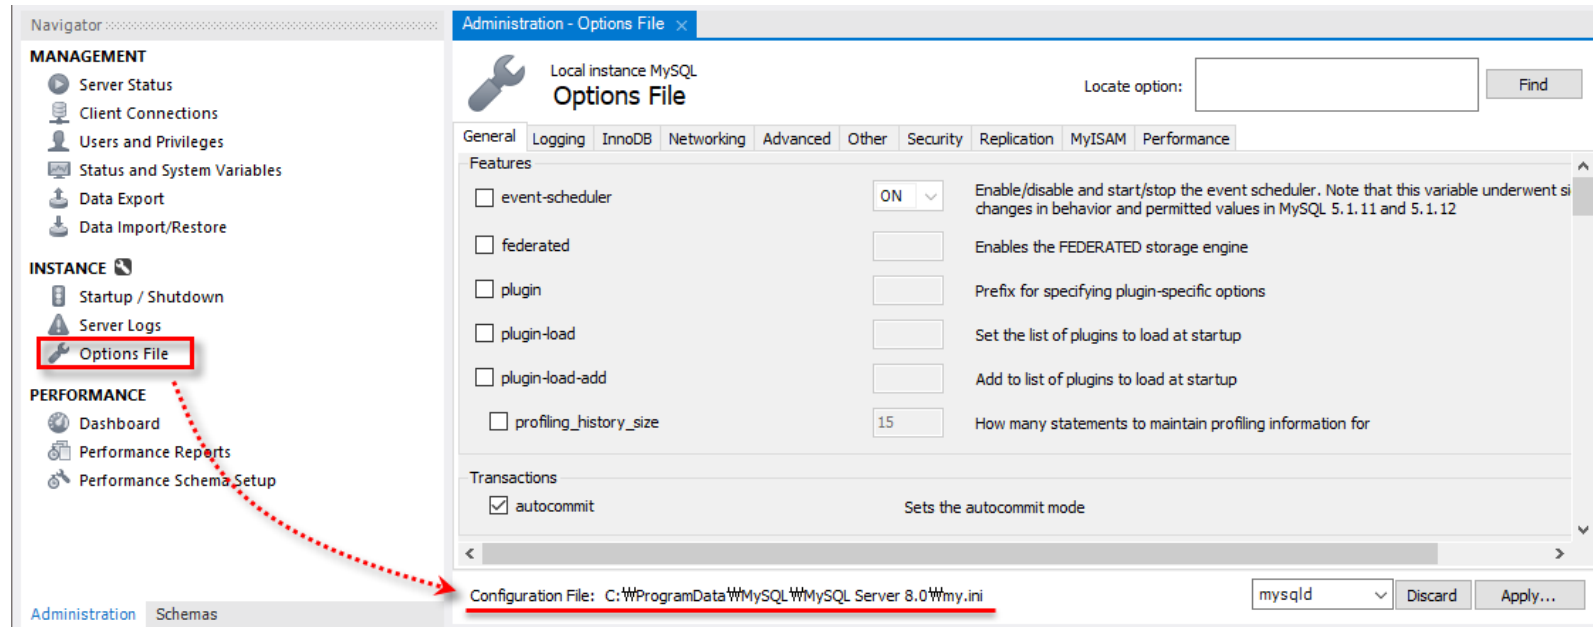 Navigator
MANAGEMENT
Server Status
Client Connections
Users and Privileges
Status and System Variables
Data Export
Data Import/Restore
INSTANCE
Startup / Shutdown
Server Logs
Options File
PERFORMANCE
Dashboard
Performance Reports
Performance Schema Setup
Administration Schemas
Administration - Options File ×
Local instance MySQL
Options File
Locate option: Find
General Logging InnoDB Networking Advanced Other Security Replication MyISAM Performance
Features
event-scheduler ON Enable/disable and start/stop the event scheduler. Note that this variable underwent si
changes in behavior and permitted values in MySQL 5.1.11 and 5.1.12
federated Enables the FEDERATED storage engine
plugin Prefix for specifying plugin-specific options
plugin-load Set the list of plugins to load at startup
plugin-load-add Add to list of plugins to load at startup
profiling_history_size 15 How many statements to maintain profiling information for
Transactions
autocommit Sets the autocommit mode
Configuration File: C:₩ProgramData₩MySQL₩MySQL Server 8.0₩my.ini mysqld Discard Apply...